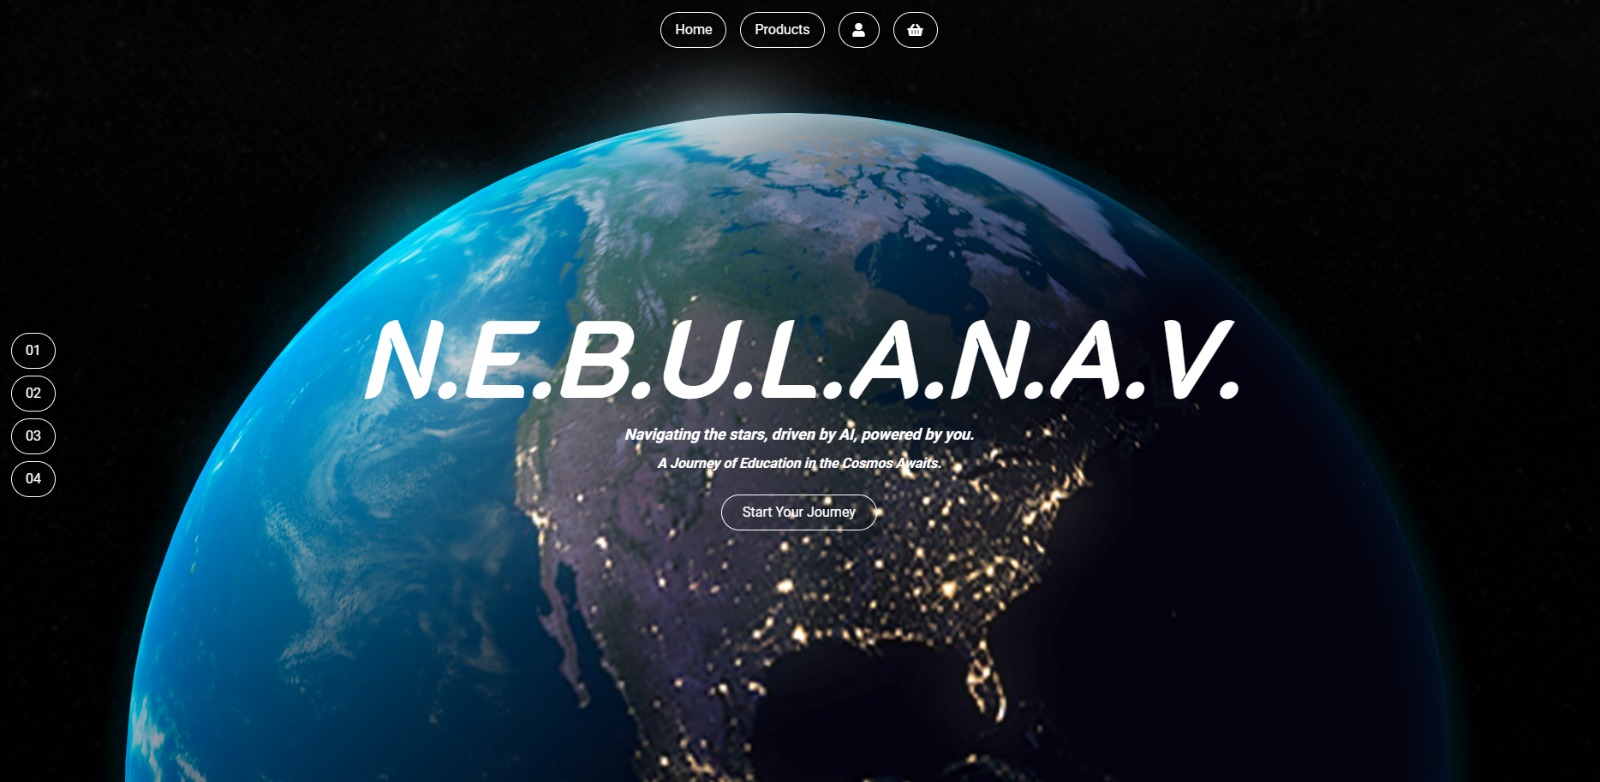 Home Products
01
02
03
04
N.E.B.U.L.A.N.A.V.
Navigating the stars, driven by AI, powered by you.
A Journey of Education in the Cosmos Awaits.
Start Your Journey